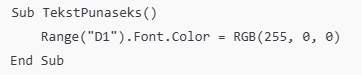 Sub TekstPunaseks()
    Range("D1").Font.Color = RGB(255, 0, 0)
End Sub